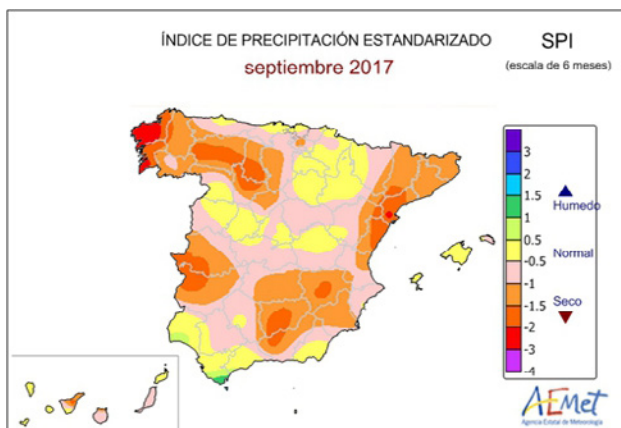 ÍNDICE DE PRECIPITACIÓN ESTANDARIZADO
septiembre 2017
SPI
(escala de 6 meses)
3
2
1.5
1
0.5
-0.5
-1
-1.5
-2
-3
-4
Humedo
Normal
Seco
AEMet
Agencia Estatal de Meteorología